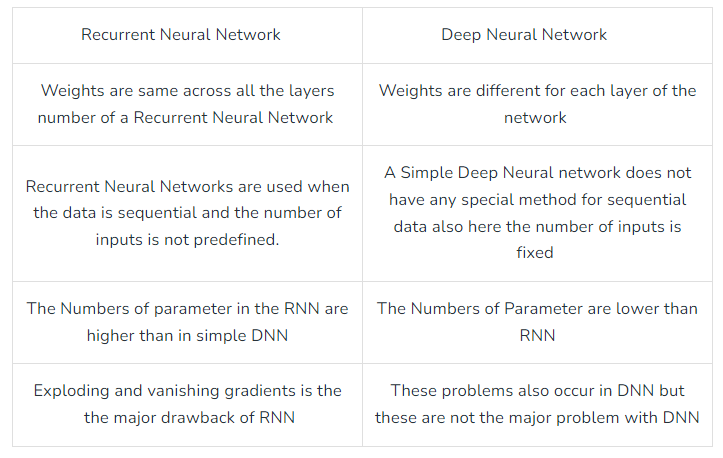 Recurrent Neural Network
Deep Neural Network
Weights are same across all the layers
number of a Recurrent Neural Network
Weights are different for each layer of the
network
Recurrent Neural Networks are used when
the data is sequential and the number of
inputs is not predefined.
A Simple Deep Neural network does not
have any special method for sequential
data also here the number of inputs is
fixed
The Numbers of parameter in the RNN are
higher than in simple DNN
The Numbers of Parameter are lower than
RNN
Exploding and vanishing gradients is the
the major drawback of RNN
These problems also occur in DNN but
these are not the major problem with DNN